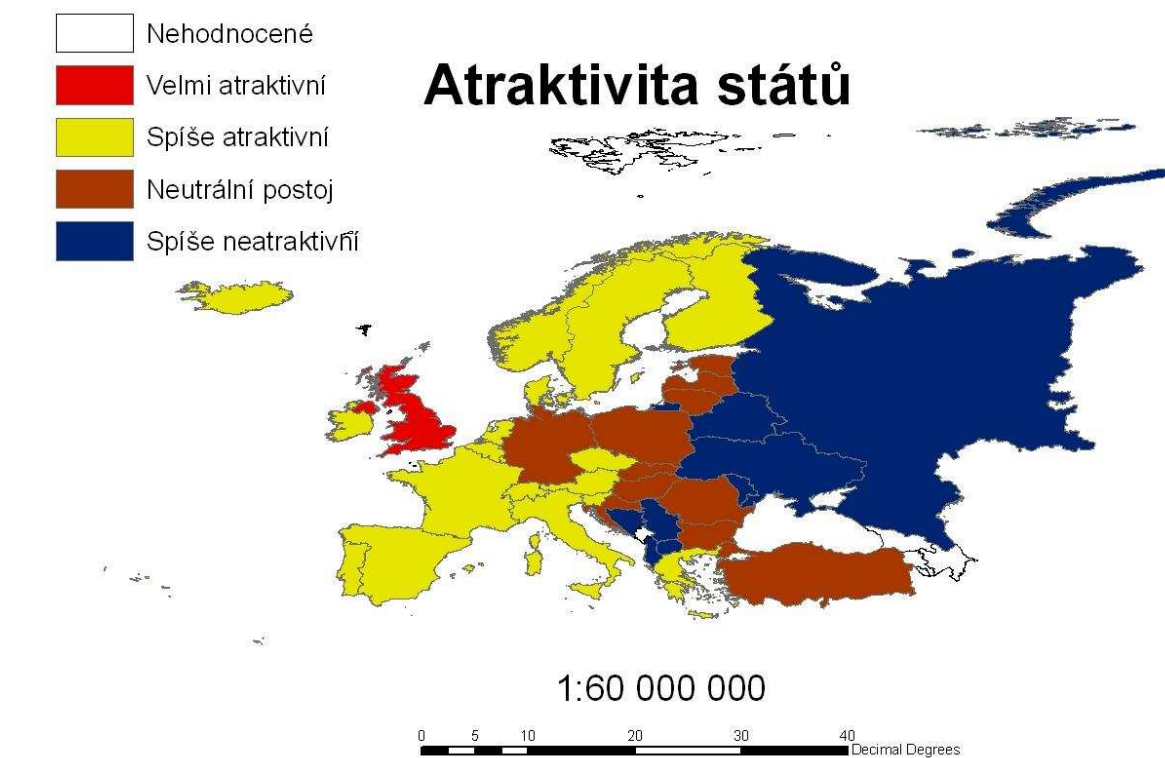 Nehodnocené
Velmi atraktivní
Spíše atraktivní
Neutrální postoj
Spíše neatraktivní
Atraktivita států
1:60 000 000
0 5 10 20 30 40
Decimal Degrees